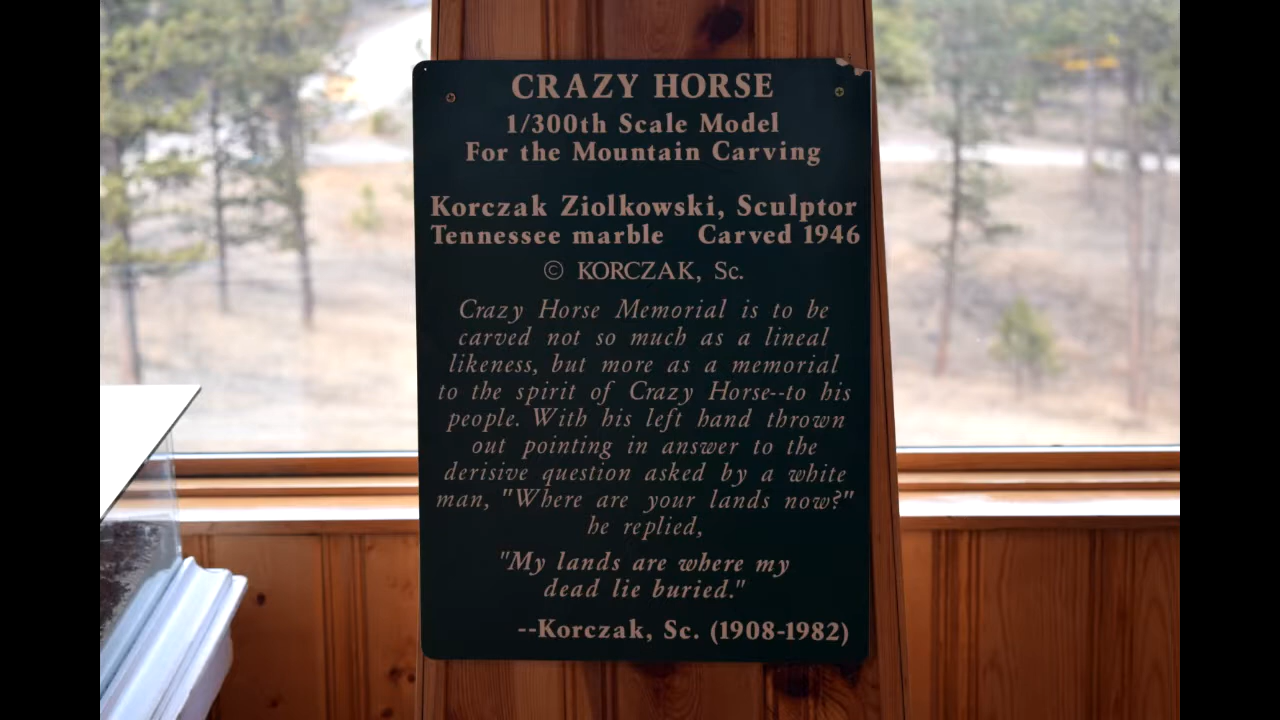 CRAZY HORSE
1/300th Scale Model
For the Mountain Carving
Korczak Ziolkowski, Sculptor
Tennessee marble Carved 1946
© KORCZAK, Sc.
Crazy Horse Memorial is to be
carved not so much as a lineal
likeness, but more as a memorial
to the spirit of Crazy Horse--to his
people. With his left hand thrown
out pointing in answer to the
derisive question asked by a white
man, "Where are your lands now?"
he replied,
"My lands are where my
dead lie buried."
--Korczak, Sc. (1908-1982)